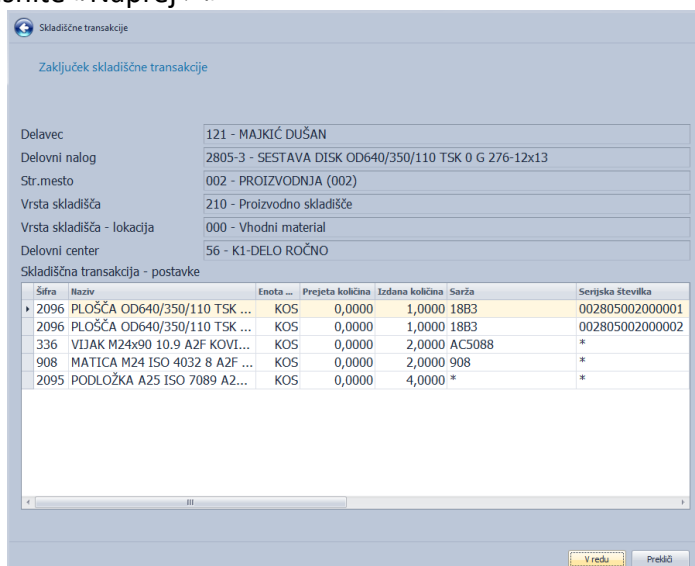 Skladiščne transakcije
Zaključek skladiščne transakcije
Delavec 121 - MAJKIĆ DUŠAN
Delovni nalog 2805-3 - SESTAVA DISK OD640/350/110 TSK 0 G 276-12x13
Str.mesto 002 - PROIZVODNJA (002)
Vrsta skladišča 210 - Proizvodno skladišče
Vrsta skladišča - lokacija 000 - Vhodni material
Delovni center 56 - K1-DELO ROČNO
Skladiščna transakcija - postavke
Šifra Naziv Enota ... Prejeta količina Izdana količina Sarža Serijska številka
2096 PLOŠČA OD640/350/110 TSK ... KOS 0,0000 1,0000 18B3 002805002000001
2096 PLOŠČA OD640/350/110 TSK ... KOS 0,0000 1,0000 18B3 002805002000002
336 VIJAK M24x90 10.9 A2F KOVI... KOS 0,0000 2,0000 AC5088 *
908 MATICA M24 ISO 4032 8 A2F ... KOS 0,0000 2,0000 908 *
2095 PODLOŽKA A25 ISO 7089 A2... KOS 0,0000 4,0000 * *
V redu Prekliči